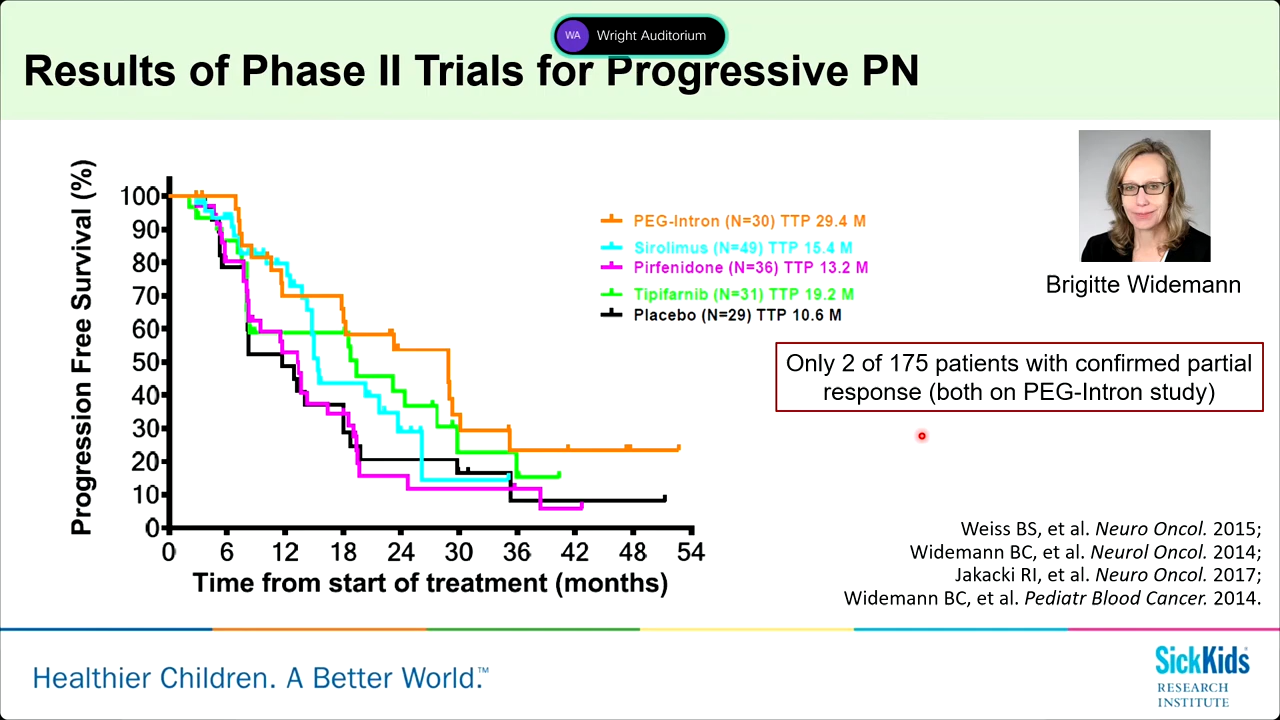 WA Wright Auditorium
Results of Phase II Trials for Progressive PN
Progression Free Survival (%)
100
90
80
70
60
50
40
30
20
10
0
0 6 12 18 24 30 36 42 48 54
Time from start of treatment (months)
PEG-Intron (N=30) TTP 29.4 M
Sirolimus (N=49) TTP 15.4 M
Pirfenidone (N=36) TTP 13.2 M
Tipifarnib (N=31) TTP 19.2 M
Placebo (N=29) TTP 10.6 M
Brigitte Widemann
Only 2 of 175 patients with confirmed partial
response (both on PEG-Intron study)
Weiss BS, et al. Neuro Oncol. 2015;
Widemann BC, et al. Neurol Oncol. 2014;
Jakacki RI, et al. Neuro Oncol. 2017;
Widemann BC, et al. Pediatr Blood Cancer. 2014.
Healthier Children. A Better World.™
SickKids®
RESEARCH
INSTITUTE